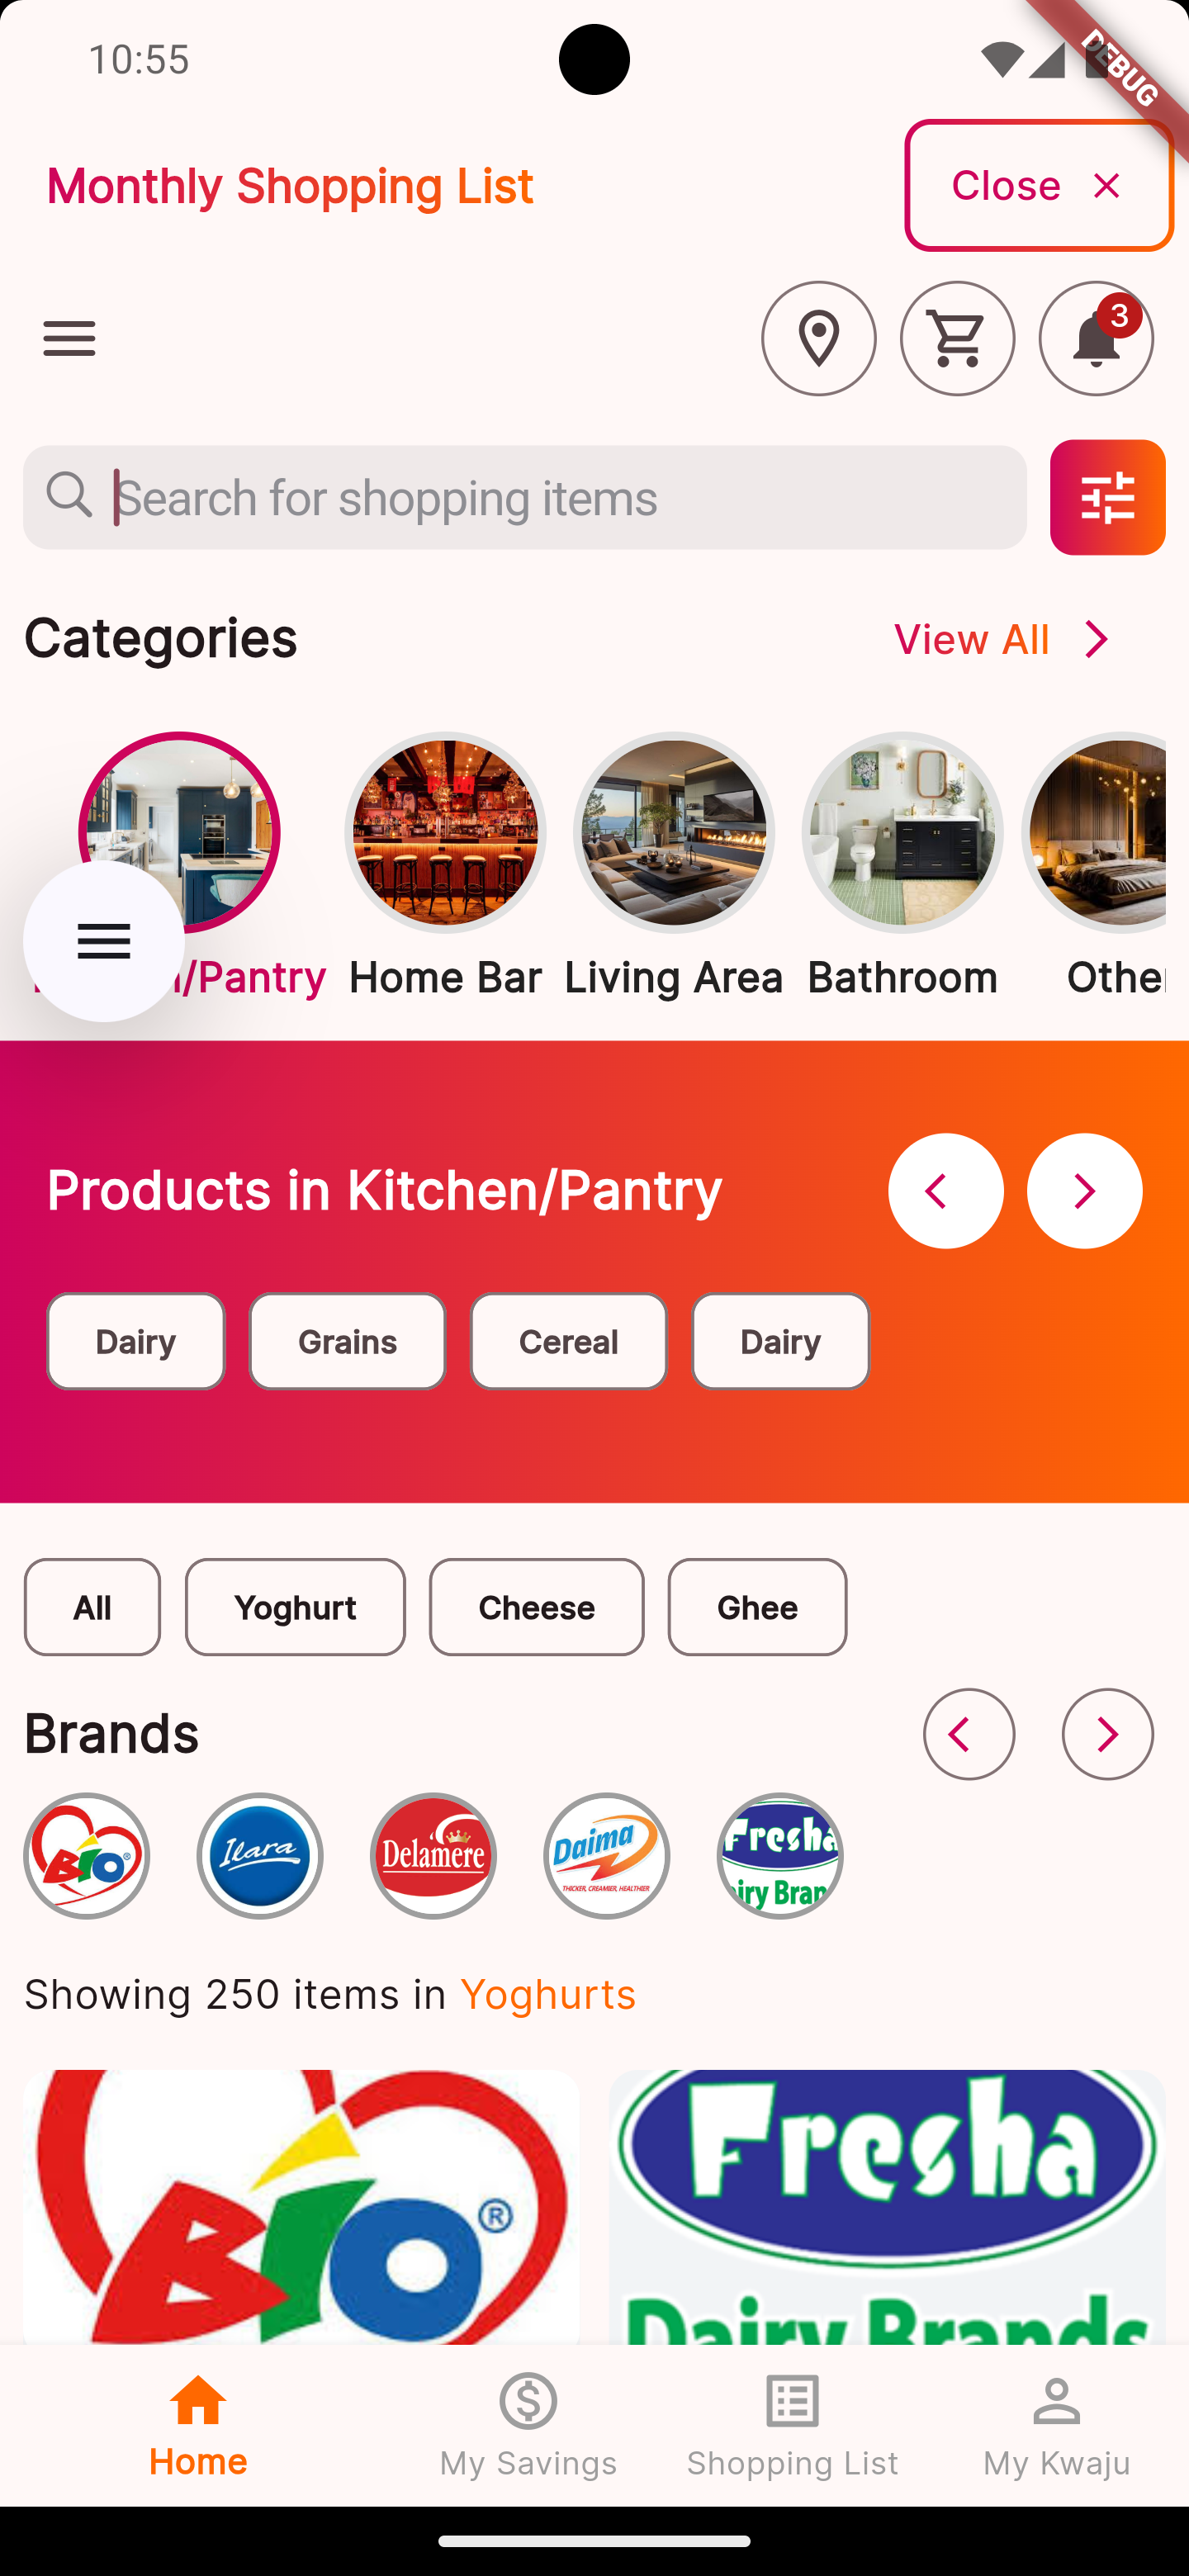 10:55
DEBUG
Monthly Shopping List
Close
3
Search for shopping items
Categories
View All
/Pantry
Home Bar
Living Area
Bathroom
Other
Products in Kitchen/Pantry
Dairy
Grains
Cereal
Dairy
All
Yoghurt
Cheese
Ghee
Brands
BIO ®
Ilara
Delamere
Daima
THICKER, CREAMIER, HEALTHIER
Fresha
iry Bran
Showing 250 items in Yoghurts
BIO ®
Fresha
Dairy Brands
Home
My Savings
Shopping List
My Kwaju